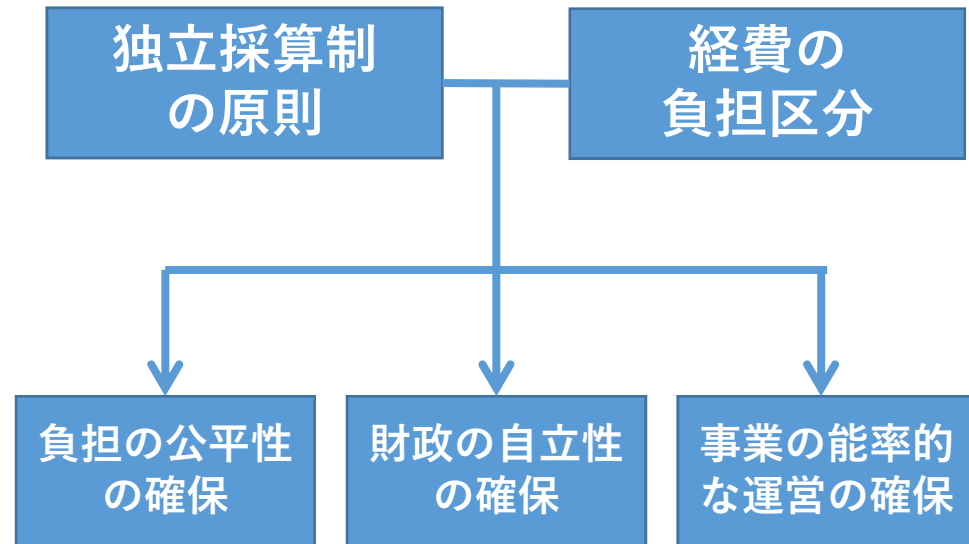 独立採算制
の原則
経費の
負担区分
負担の公平性
の確保
財政の自立性
の確保
事業の能率的
な運営の確保